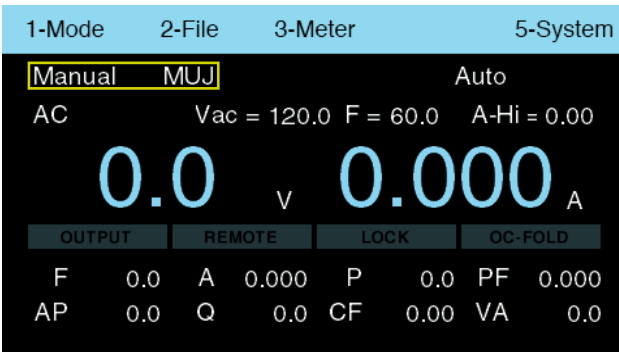 1-Mode 2-File 3-Meter 5-System
Manual MUJ Auto
AC Vac = 120.0 F = 60.0 A-Hi = 0.00
0.0 V 0.000 A
OUTPUT REMOTE LOCK OC-FOLD
F 0.0 A 0.000 P 0.0 PF 0.000
AP 0.0 Q 0.0 CF 0.00 VA 0.0